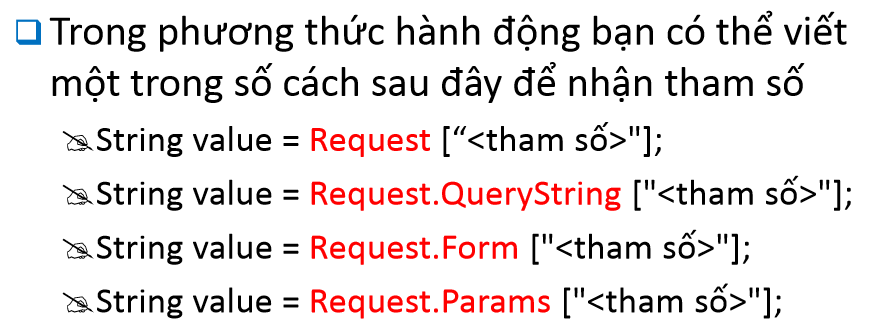 Trong phương thức hành động bạn có thể viết
một trong số cách sau đây để nhận tham số
String value = Request [“<tham số>"];
String value = Request.QueryString ["<tham số>"];
String value = Request.Form ["<tham số>"];
String value = Request.Params ["<tham số>"];